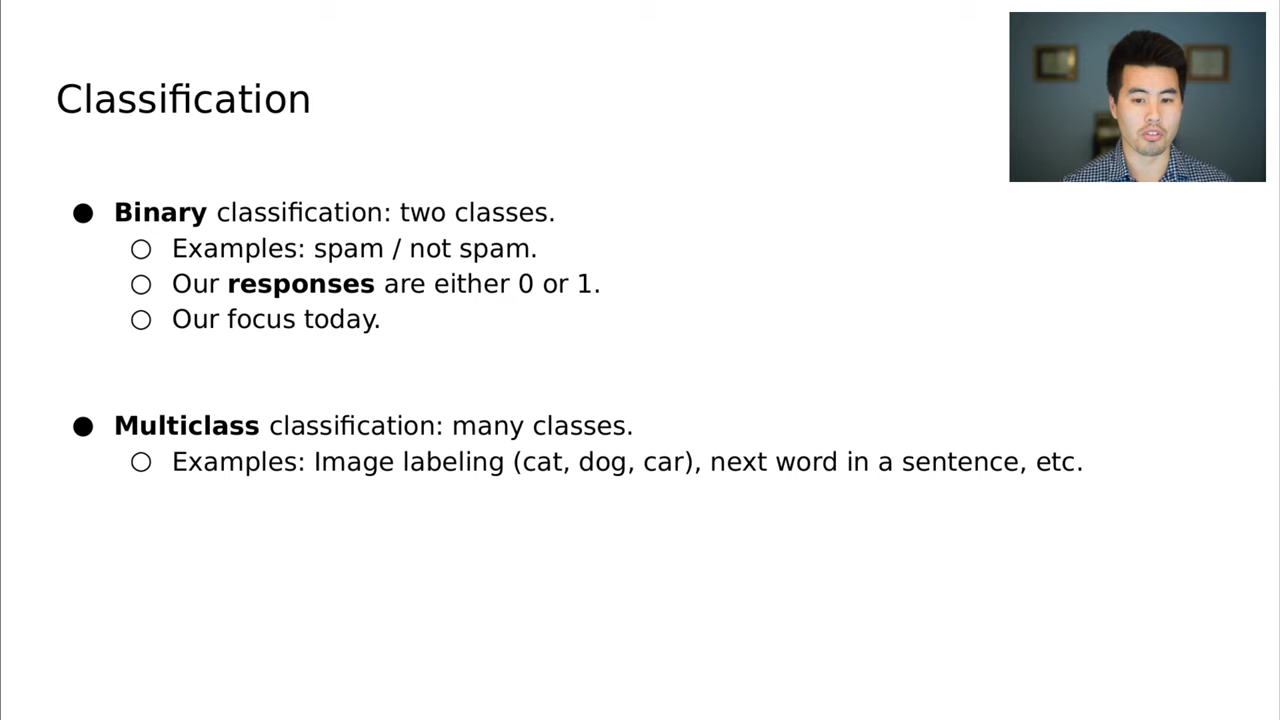 Classification
● Binary classification: two classes.
○ Examples: spam / not spam.
○ Our responses are either 0 or 1.
○ Our focus today.
● Multiclass classification: many classes.
○ Examples: Image labeling (cat, dog, car), next word in a sentence, etc.